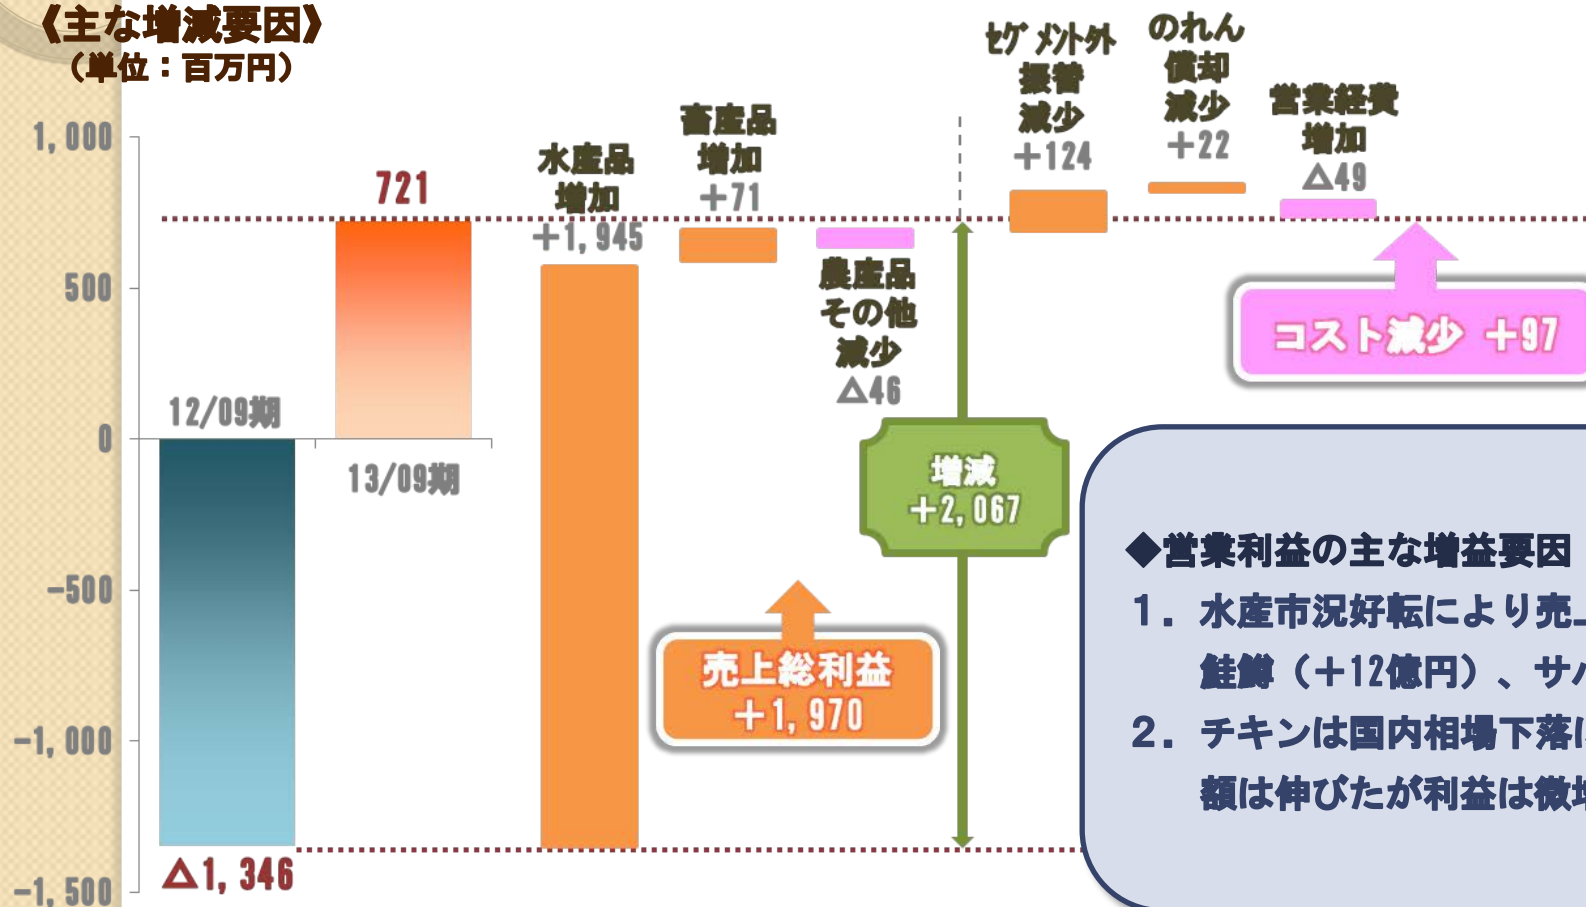 《主な増減要因》
（単位：百万円）
1,000
500
0
-500
-1,000
-1,500
12/09期
△1,346
721
13/09期
水産品
増加
＋1,945
畜産品
増加
＋71
農産品
その他
減少
△46
売上総利益
＋1,970
増減
＋2,067
ｾｸﾞﾒﾝﾄ外
振替
減少
＋124
のれん
償却
減少
＋22
営業経費
増加
△49
コスト減少 ＋97
◆営業利益の主な増益要因
１．水産市況好転により売上
鮭鱒（＋12億円）、サバ
２．チキンは国内相場下落に
額は伸びたが利益は微増